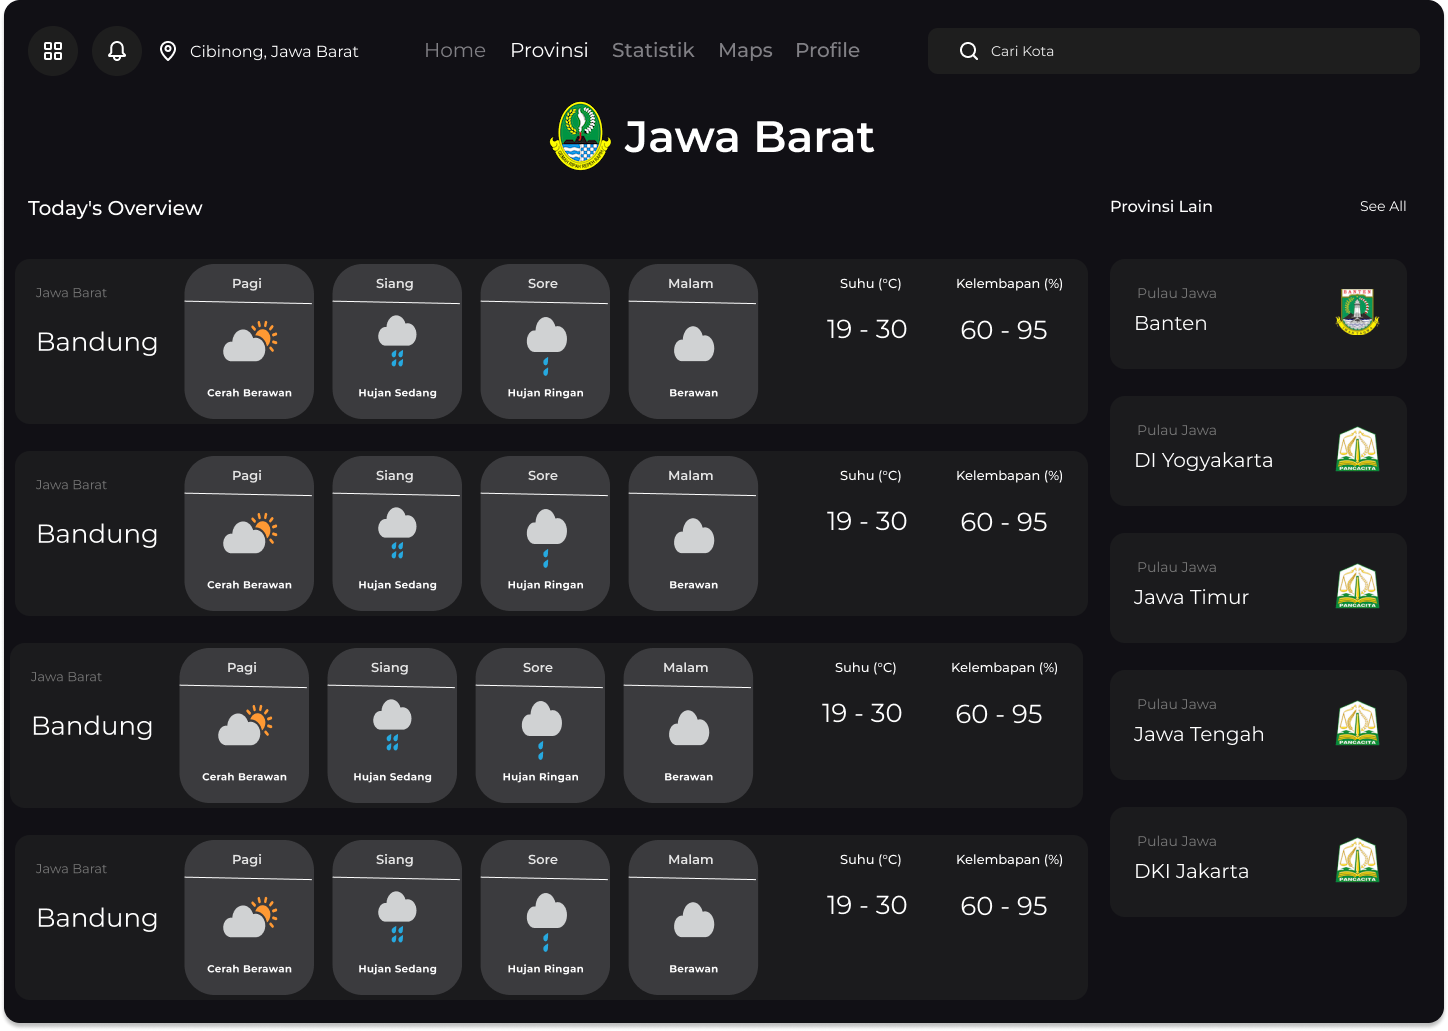 Cibinong, Jawa Barat
Home Provinsi Statistik Maps Profile
Cari Kota
Jawa Barat
Today's Overview
Provinsi Lain
See All
Jawa Barat
Bandung
Pagi
Cerah Berawan
Siang
Hujan Sedang
Sore
Hujan Ringan
Malam
Berawan
Suhu (°C)
19 - 30
Kelembapan (%)
60 - 95
Jawa Barat
Bandung
Pagi
Cerah Berawan
Siang
Hujan Sedang
Sore
Hujan Ringan
Malam
Berawan
Suhu (°C)
19 - 30
Kelembapan (%)
60 - 95
Jawa Barat
Bandung
Pagi
Cerah Berawan
Siang
Hujan Sedang
Sore
Hujan Ringan
Malam
Berawan
Suhu (°C)
19 - 30
Kelembapan (%)
60 - 95
Jawa Barat
Bandung
Pagi
Cerah Berawan
Siang
Hujan Sedang
Sore
Hujan Ringan
Malam
Berawan
Suhu (°C)
19 - 30
Kelembapan (%)
60 - 95
Pulau Jawa
Banten
BANTEN
Pulau Jawa
DI Yogyakarta
PANCACITA
Pulau Jawa
Jawa Timur
PANCACITA
Pulau Jawa
Jawa Tengah
PANCACITA
Pulau Jawa
DKI Jakarta
PANCACITA